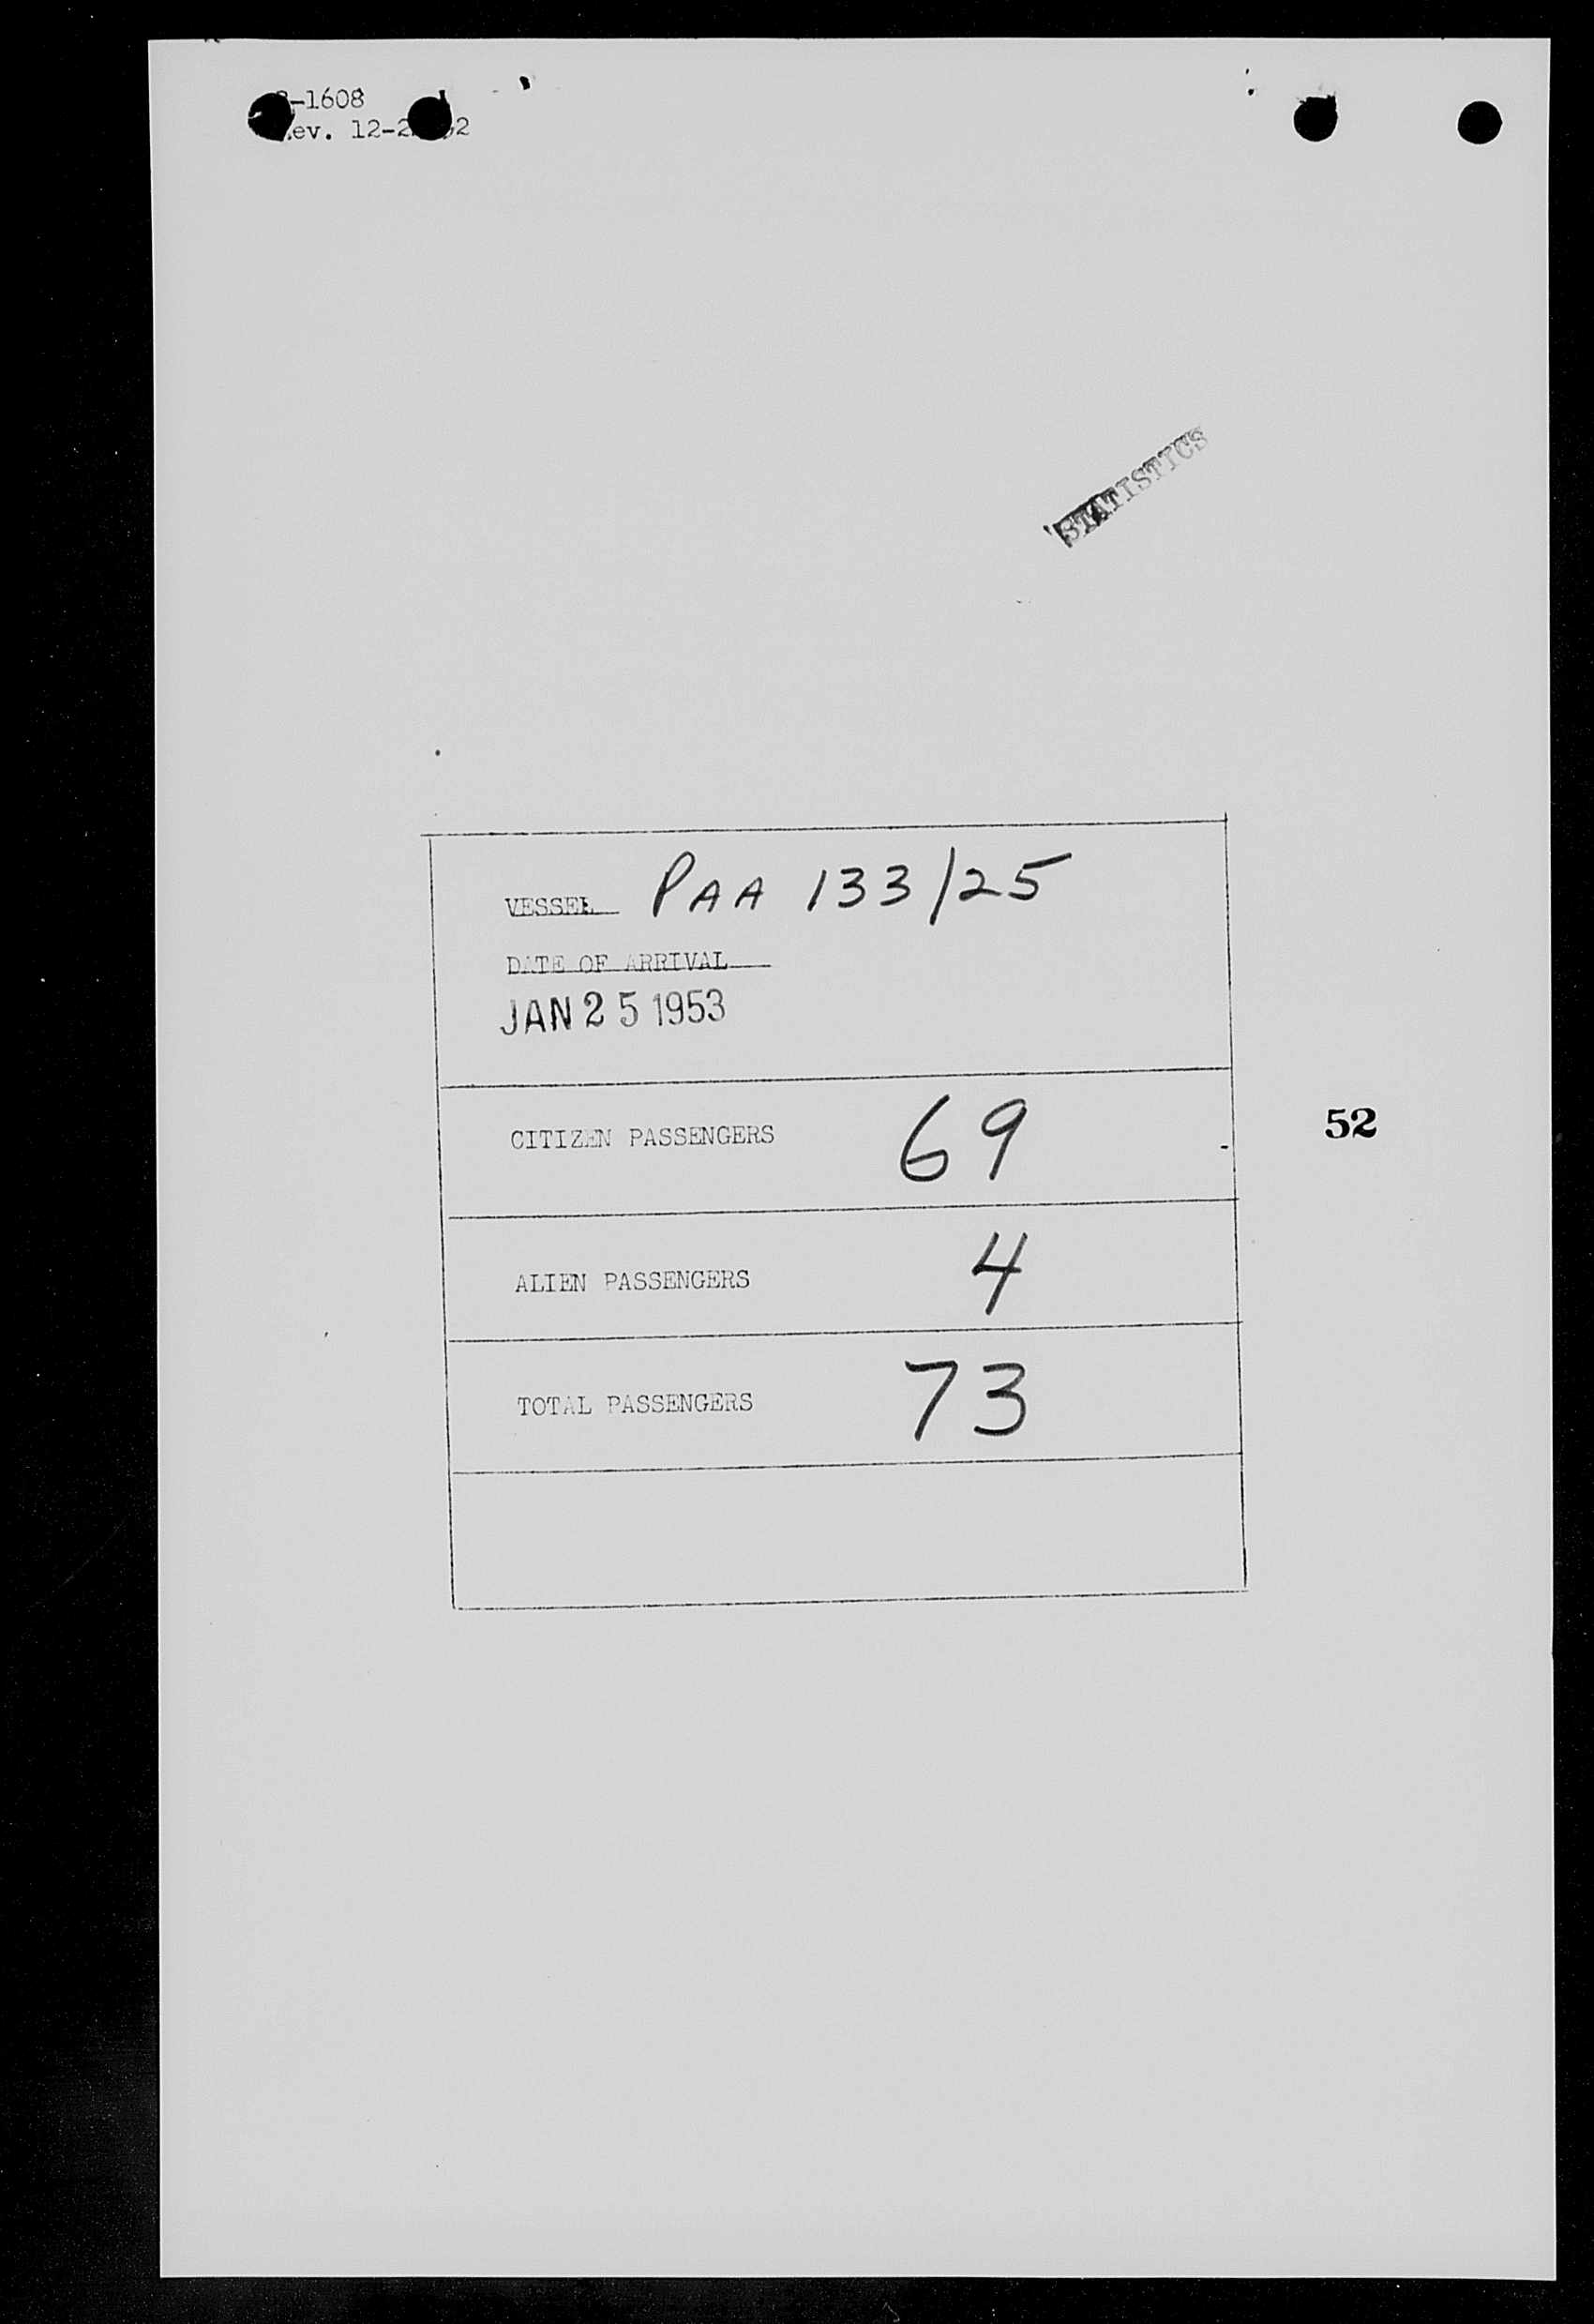 -1608
ev. 12-2
STATISTICS
VESSEL PAA 133/25
DATE OF ARRIVAL
JAN 25 1953
CITIZEN PASSENGERS 69
52
ALIEN PASSENGERS 4
TOTAL PASSENGERS 73